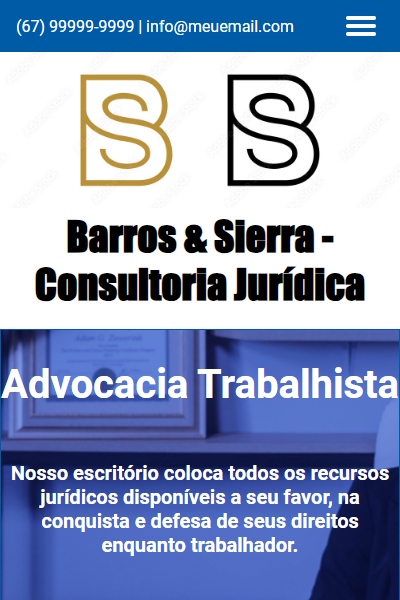 (67) 99999-9999 | info@meuemail.com
BS BS
Barros & Sierra -
Consultoria Jurídica
Advocacia Trabalhista
Nosso escritório coloca todos os recursos
jurídicos disponíveis a seu favor, na
conquista e defesa de seus direitos
enquanto trabalhador.